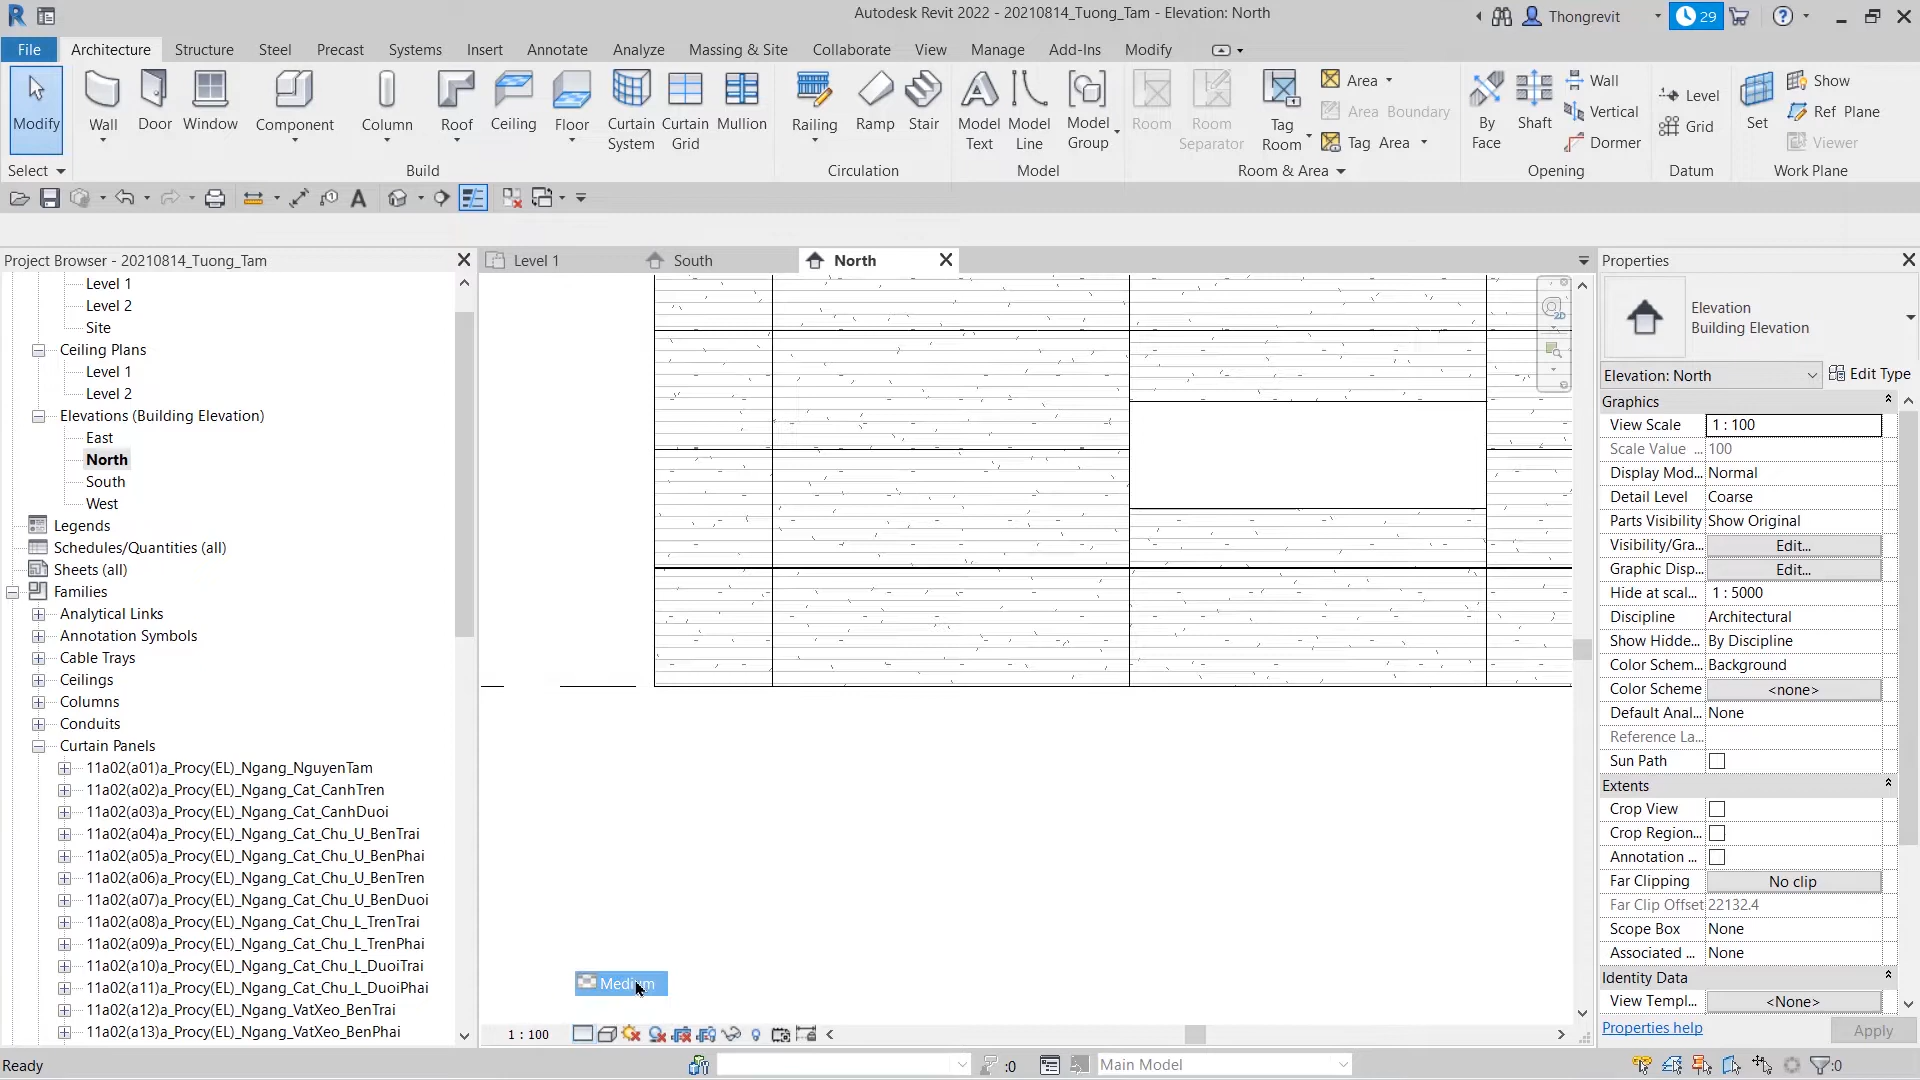 Autodesk Revit 2022 - 20210814_Tuong_Tam - Elevation: North
Thongrevit
29
File Architecture Structure Steel Precast Systems Insert Annotate Analyze Massing & Site Collaborate View Manage Add-Ins Modify
Modify
Wall
Door
Window
Component
Column
Roof
Ceiling
Floor
Curtain System
Curtain Grid
Mullion
Railing
Ramp
Stair
Model Text
Model Line
Model Group
Room
Room Separator
Tag Room
Area
Area Boundary
Tag Area
By Face
Shaft
Wall
Vertical
Dormer
Level
Grid
Set
Show
Ref Plane
Viewer
Select Build Circulation Model Room & Area Opening Datum Work Plane
Project Browser - 20210814_Tuong_Tam
Level 1
Level 2
Site
Ceiling Plans
Level 1
Level 2
Elevations (Building Elevation)
East
North
South
West
Legends
Schedules/Quantities (all)
Sheets (all)
Families
Analytical Links
Annotation Symbols
Cable Trays
Ceilings
Columns
Conduits
Curtain Panels
11a02(a01)a_Procy(EL)_Ngang_NguyenTam
11a02(a02)a_Procy(EL)_Ngang_Cat_CanhTren
11a02(a03)a_Procy(EL)_Ngang_Cat_CanhDuoi
11a02(a04)a_Procy(EL)_Ngang_Cat_Chu_U_BenTrai
11a02(a05)a_Procy(EL)_Ngang_Cat_Chu_U_BenPhai
11a02(a06)a_Procy(EL)_Ngang_Cat_Chu_U_BenTren
11a02(a07)a_Procy(EL)_Ngang_Cat_Chu_U_BenDuoi
11a02(a08)a_Procy(EL)_Ngang_Cat_Chu_L_TrenTrai
11a02(a09)a_Procy(EL)_Ngang_Cat_Chu_L_TrenPhai
11a02(a10)a_Procy(EL)_Ngang_Cat_Chu_L_DuoiTrai
11a02(a11)a_Procy(EL)_Ngang_Cat_Chu_L_DuoiPhai
11a02(a12)a_Procy(EL)_Ngang_VatXeo_BenTrai
11a02(a13)a_Procy(EL)_Ngang_VatXeo_BenPhai
Level 1
South
North
2D
Medium
1 : 100
Properties
Elevation
Building Elevation
Elevation: North
Edit Type
Graphics
View Scale 1 : 100
Scale Value ... 100
Display Mod... Normal
Detail Level Coarse
Parts Visibility Show Original
Visibility/Gra... Edit...
Graphic Disp... Edit...
Hide at scal... 1 : 5000
Discipline Architectural
Show Hidde... By Discipline
Color Schem... Background
Color Scheme <none>
Default Anal... None
Reference La...
Sun Path
Extents
Crop View
Crop Region...
Annotation ...
Far Clipping No clip
Far Clip Offset 22132.4
Scope Box None
Associated ... None
Identity Data
View Templ... <None>
Properties help
Apply
Ready
:0
Main Model
:0